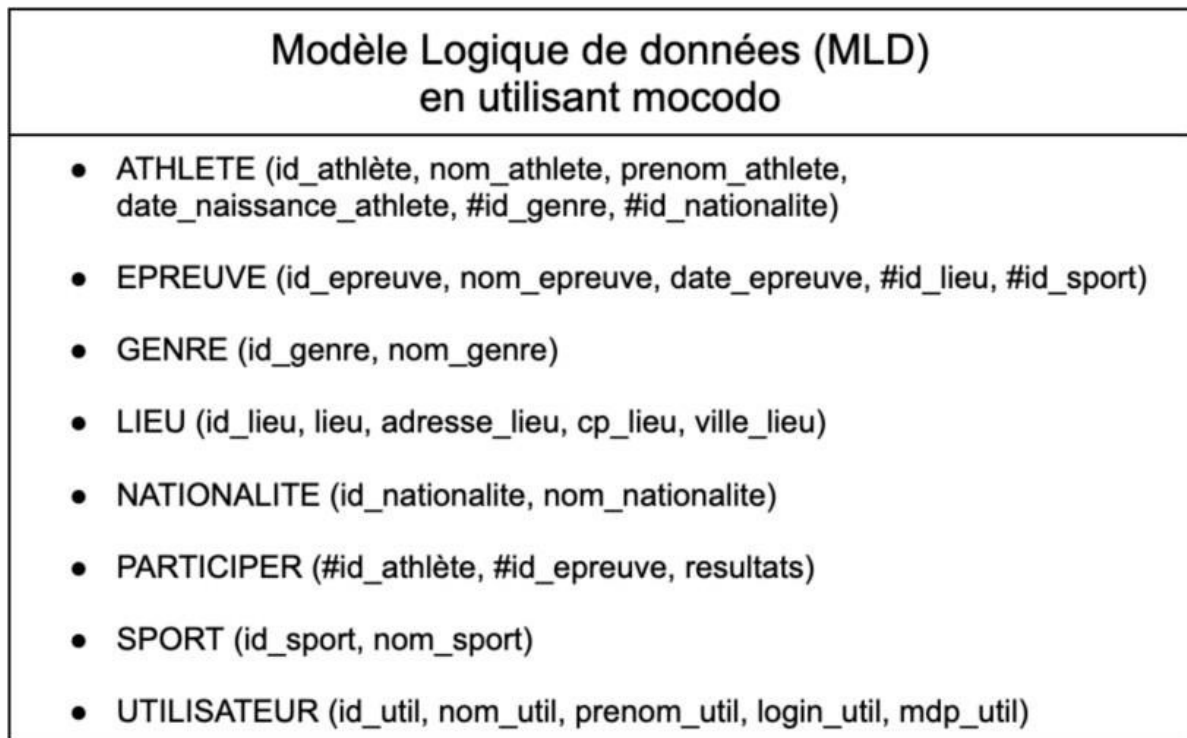 Modèle Logique de données (MLD)
en utilisant mocodo
● ATHLETE (id_athlète, nom_athlete, prenom_athlete,
date_naissance_athlete, #id_genre, #id_nationalite)
● EPREUVE (id_epreuve, nom_epreuve, date_epreuve, #id_lieu, #id_sport)
● GENRE (id_genre, nom_genre)
● LIEU (id_lieu, lieu, adresse_lieu, cp_lieu, ville_lieu)
● NATIONALITE (id_nationalite, nom_nationalite)
● PARTICIPER (#id_athlète, #id_epreuve, resultats)
● SPORT (id_sport, nom_sport)
● UTILISATEUR (id_util, nom_util, prenom_util, login_util, mdp_util)